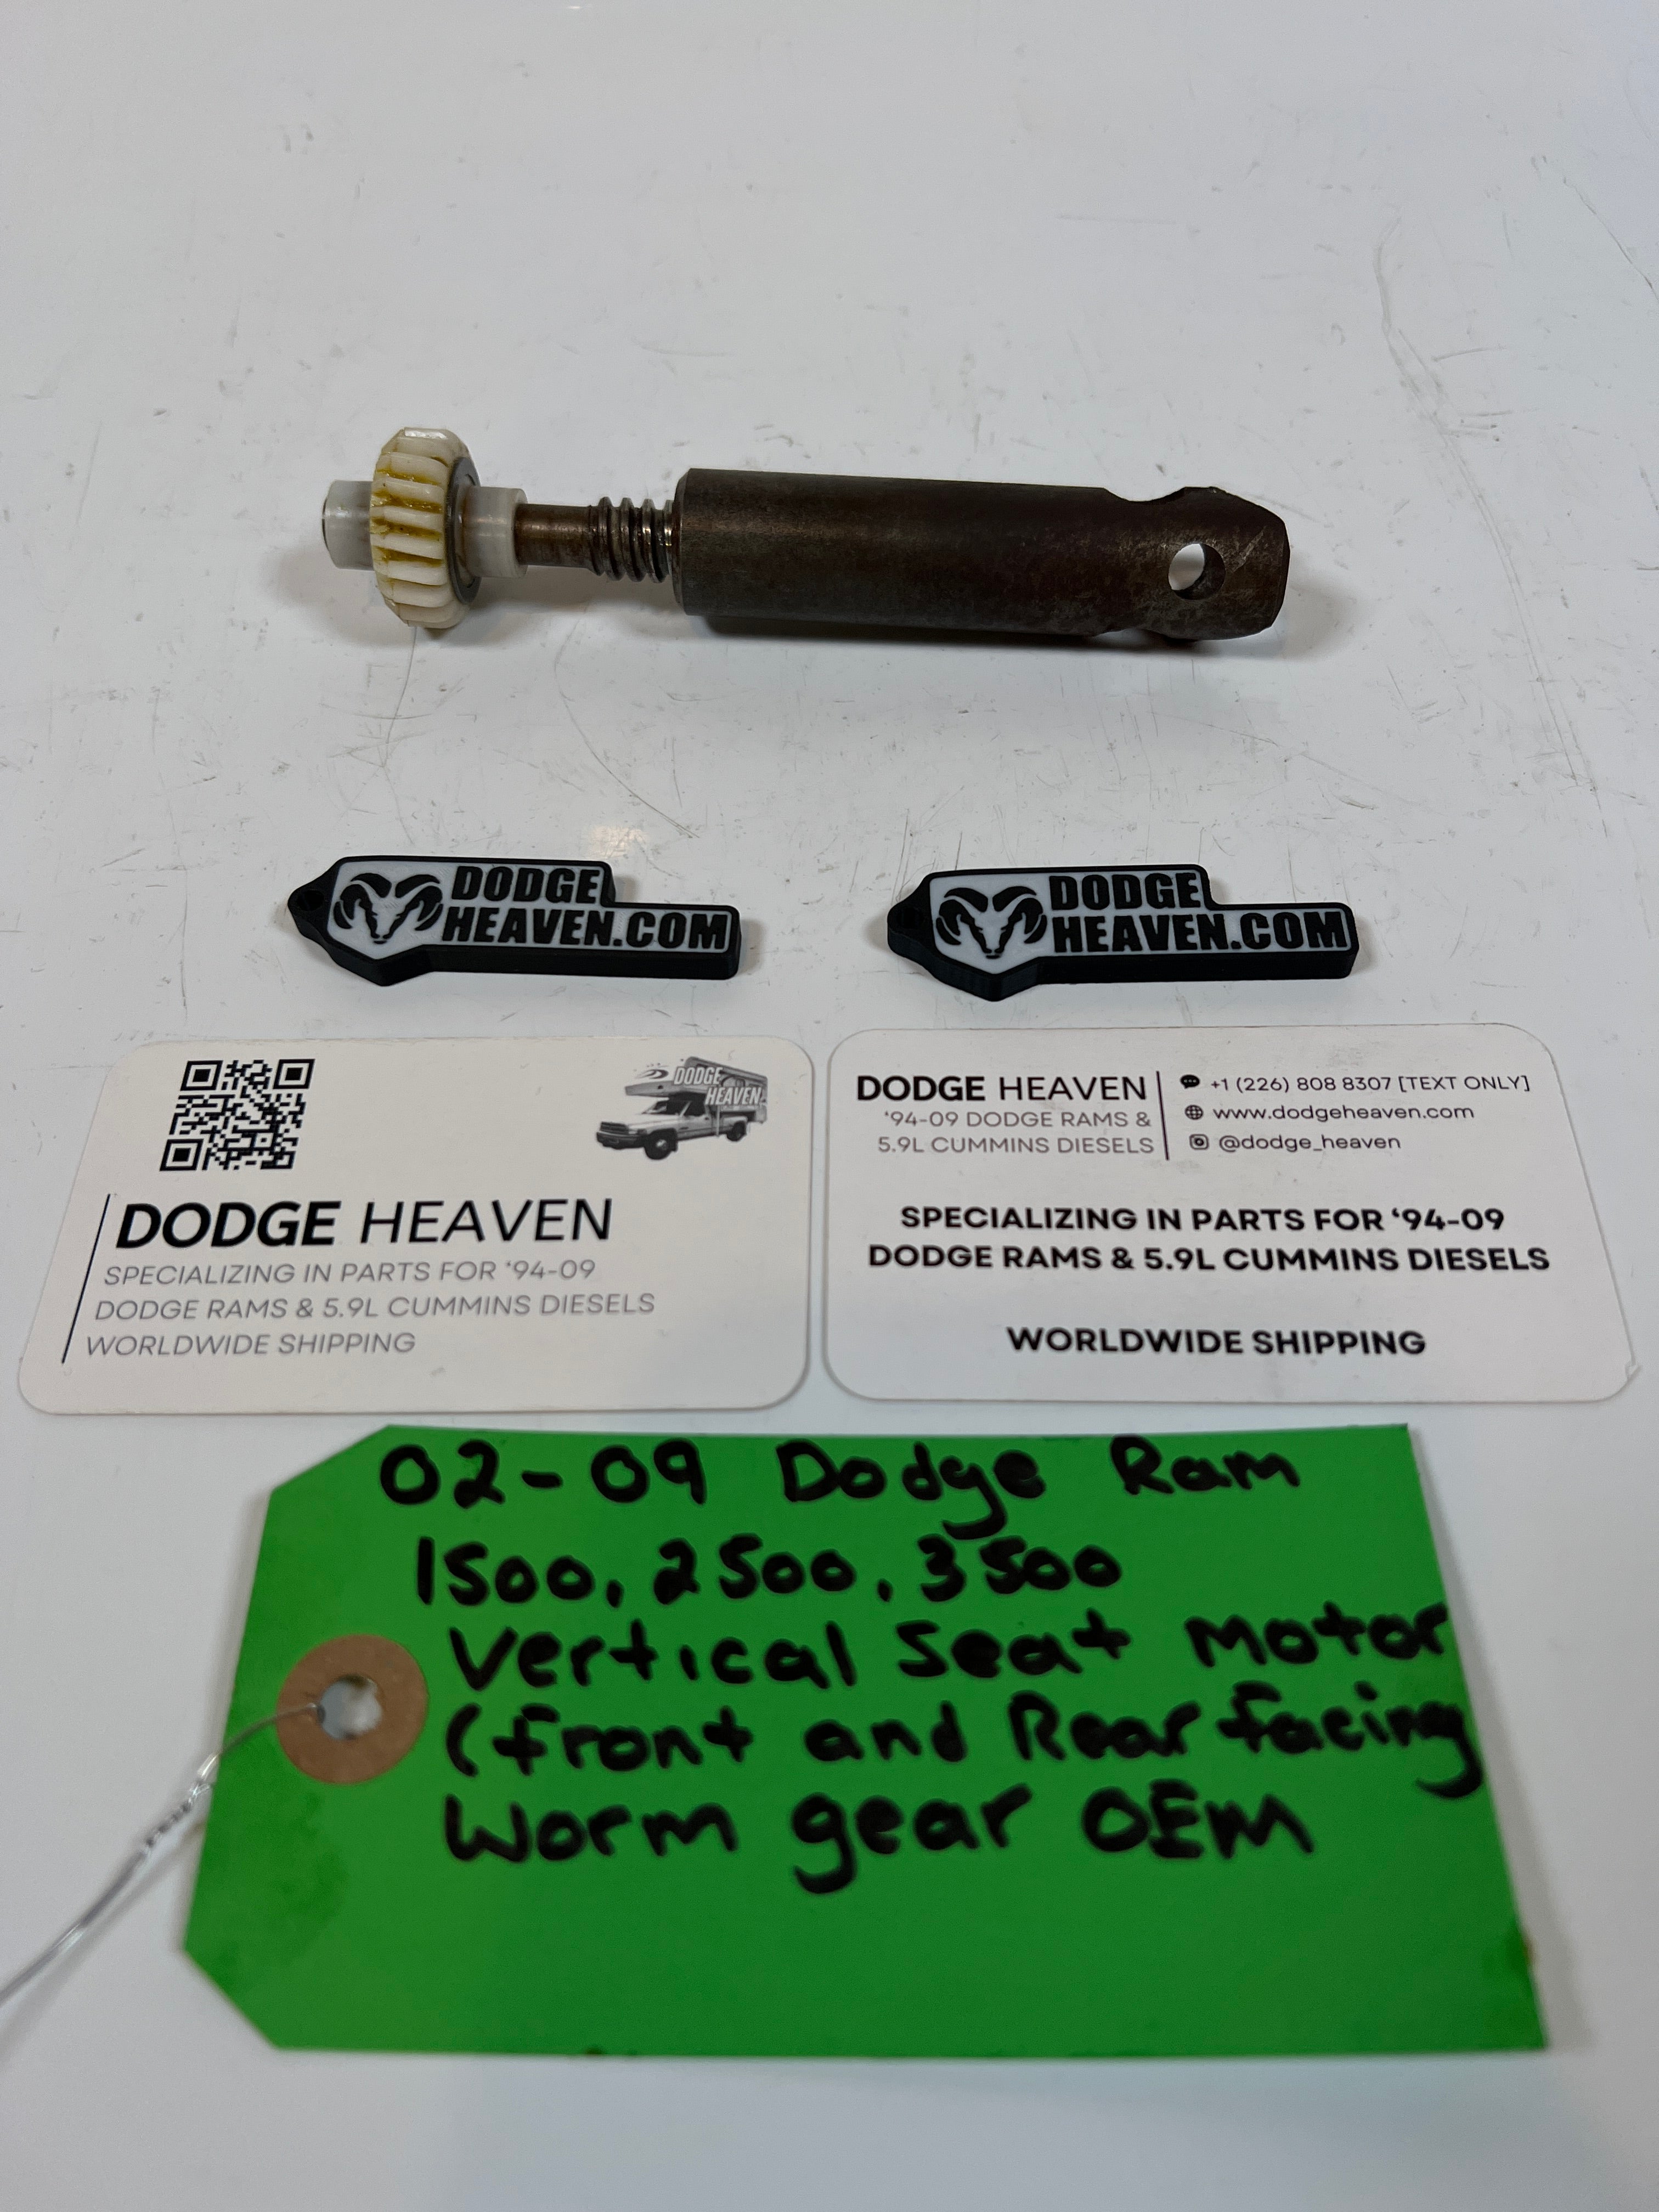 DODGE
HEAVEN.COM
DODGE
HEAVEN.COM
DODGE
HEAVEN
DODGE HEAVEN
SPECIALIZING IN PARTS FOR '94-09
DODGE RAMS & 5.9L CUMMINS DIESELS
WORLDWIDE SHIPPING
DODGE HEAVEN
'94-09 DODGE RAMS &
5.9L CUMMINS DIESELS
+1 (226) 808 8307 [TEXT ONLY]
www.dodgeheaven.com
@dodge_heaven
SPECIALIZING IN PARTS FOR '94-09
DODGE RAMS & 5.9L CUMMINS DIESELS
WORLDWIDE SHIPPING
02-09 Dodge Ram
1500, 2500, 3500
Vertical Seat Motor
(front and Rear facing
Worm gear OEM